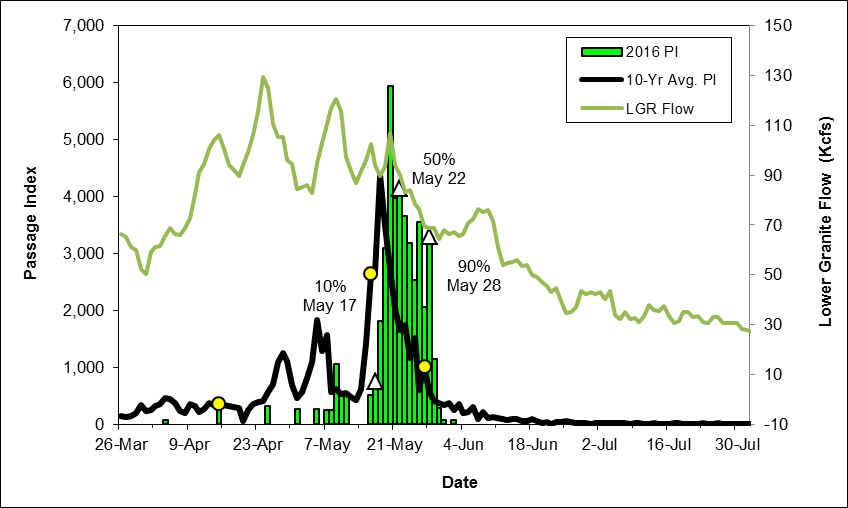 7,000
6,000
5,000
4,000
3,000
2,000
1,000
0
Passage Index
150
130
110
90
70
50
30
10
-10
Lower Granite Flow (Kcfs)
2016 PI
10-Yr Avg. PI
LGR Flow
50%
May 22
10%
May 17
90%
May 28
26-Mar 9-Apr 23-Apr 7-May 21-May 4-Jun 18-Jun 2-Jul 16-Jul 30-Jul
Date